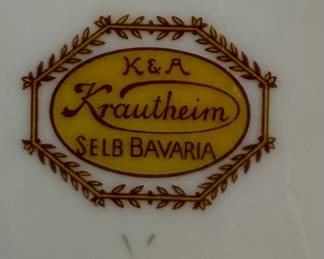 K & A
Krautheim
SELB BAVARIA